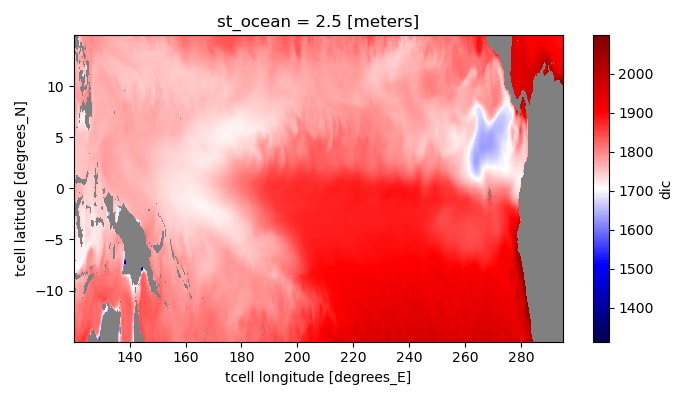 st_ocean = 2.5 [meters]
10
5
0
−5
−10
tcell latitude [degrees_N]
140 160 180 200 220 240 260 280
tcell longitude [degrees_E]
2000
1900
1800
1700
1600
1500
1400
dic